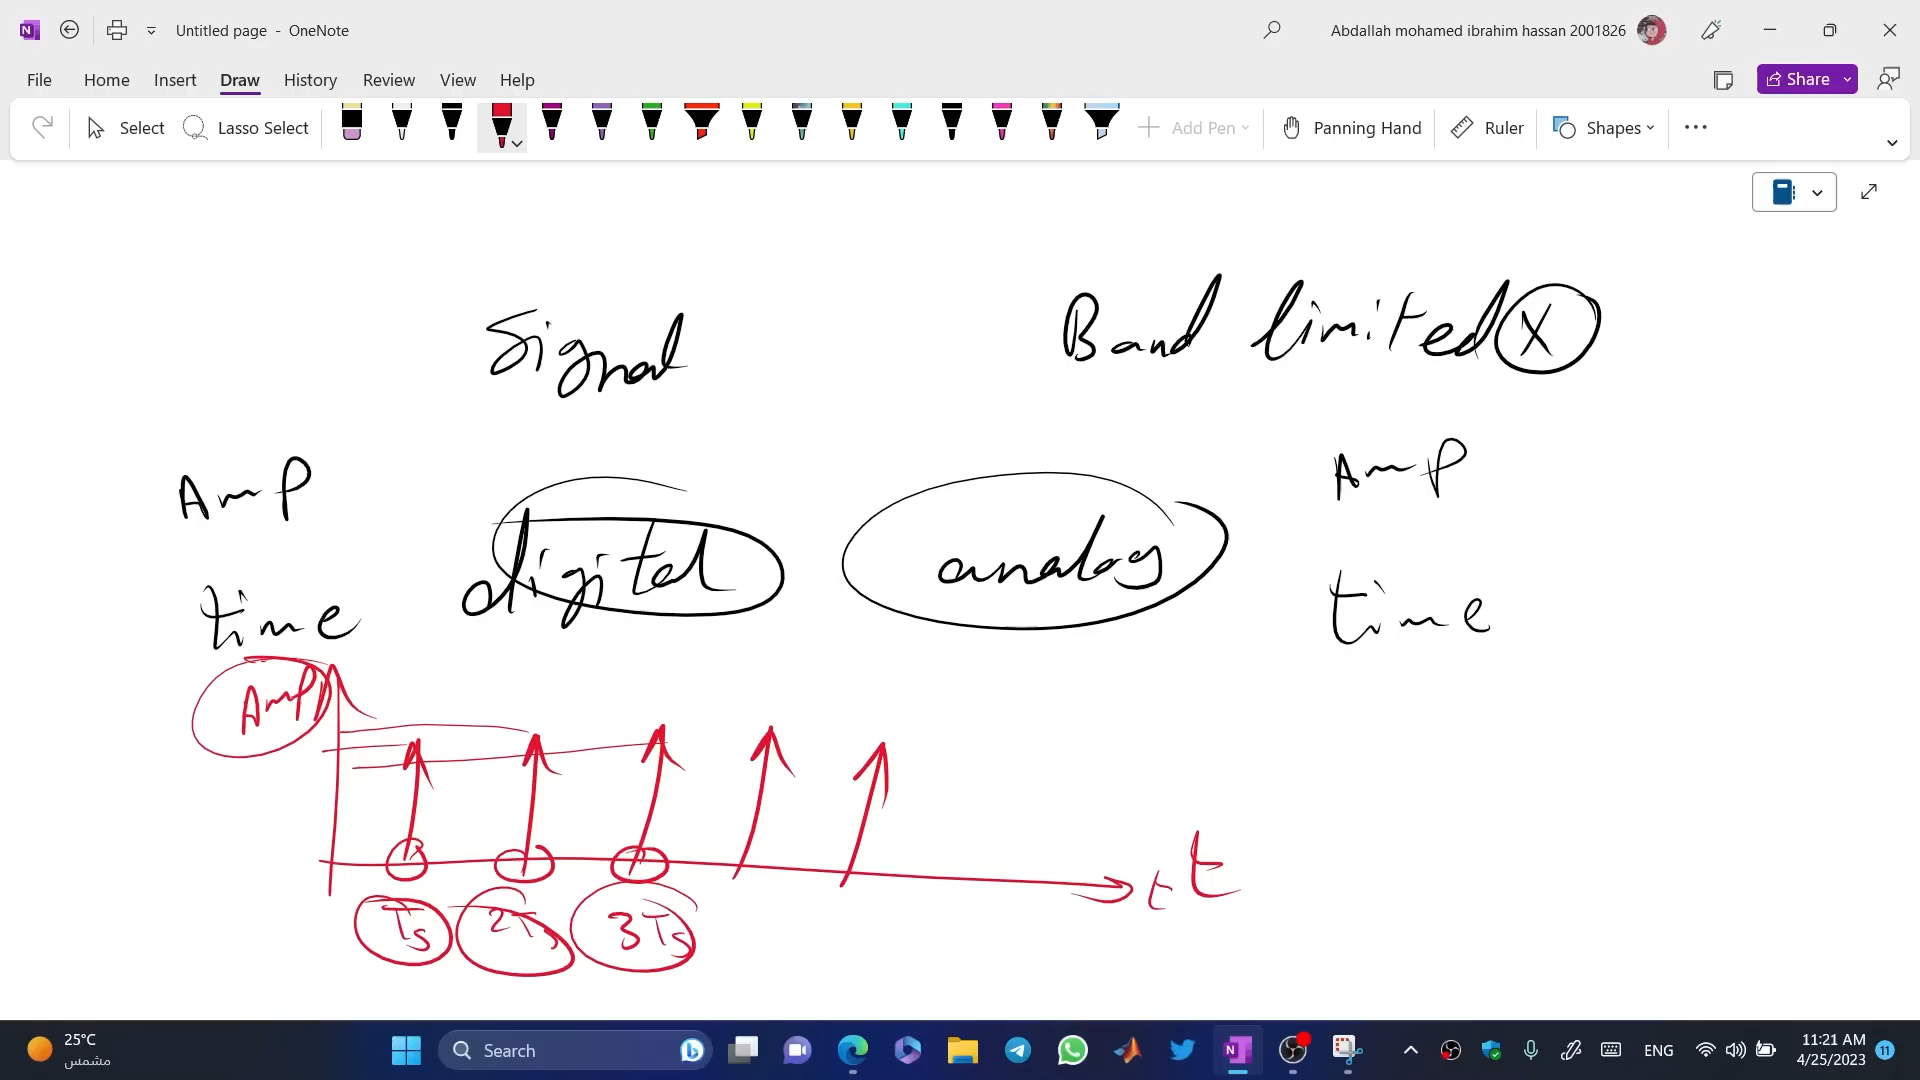 Untitled page - OneNote
Abdallah mohamed ibrahim hassan 2001826
File Home Insert Draw History Review View Help
Share
Select Lasso Select Add Pen Panning Hand Ruler Shapes
Signal Band limited X
Amp digital analog Amp
time time
Amp
t t
Ts 2Ts 3Ts
25°C
مشمس
Search
ENG
11:21 AM
4/25/2023
11